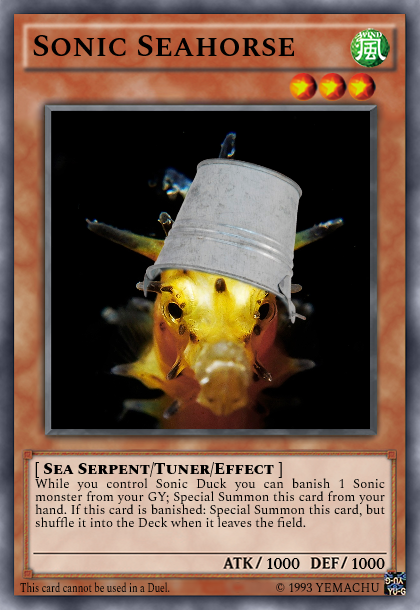 Sonic Seahorse
WIND
風
[ Sea Serpent/Tuner/Effect ]
While you control Sonic Duck you can banish 1 Sonic
monster from your GY; Special Summon this card from your
hand. If this card is banished: Special Summon this card, but
shuffle it into the Deck when it leaves the field.
ATK / 1000 DEF / 1000
This card cannot be used in a Duel.
© 1993 YEMACHU